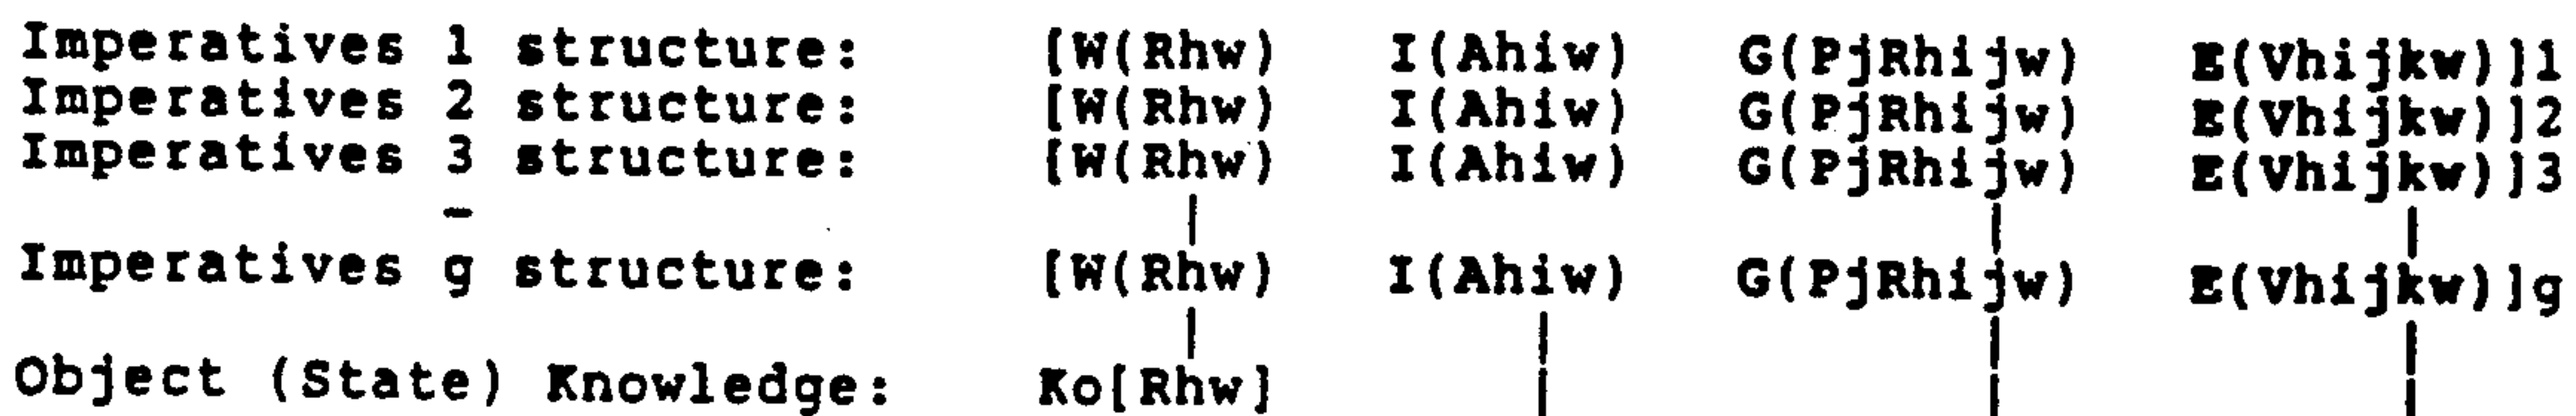 Imperatives 1 structure: [W(Rhw) I(Ahiw) G(PjRhijw) E(Vhijkw)]1
Imperatives 2 structure: [W(Rhw) I(Ahiw) G(PjRhijw) E(Vhijkw)]2
Imperatives 3 structure: [W(Rhw) I(Ahiw) G(PjRhijw) E(Vhijkw)]3
– | | |
Imperatives g structure: [W(Rhw) I(Ahiw) G(PjRhijw) E(Vhijkw)]g
| | | |
Object (State) Knowledge: Ko[Rhw] | | |